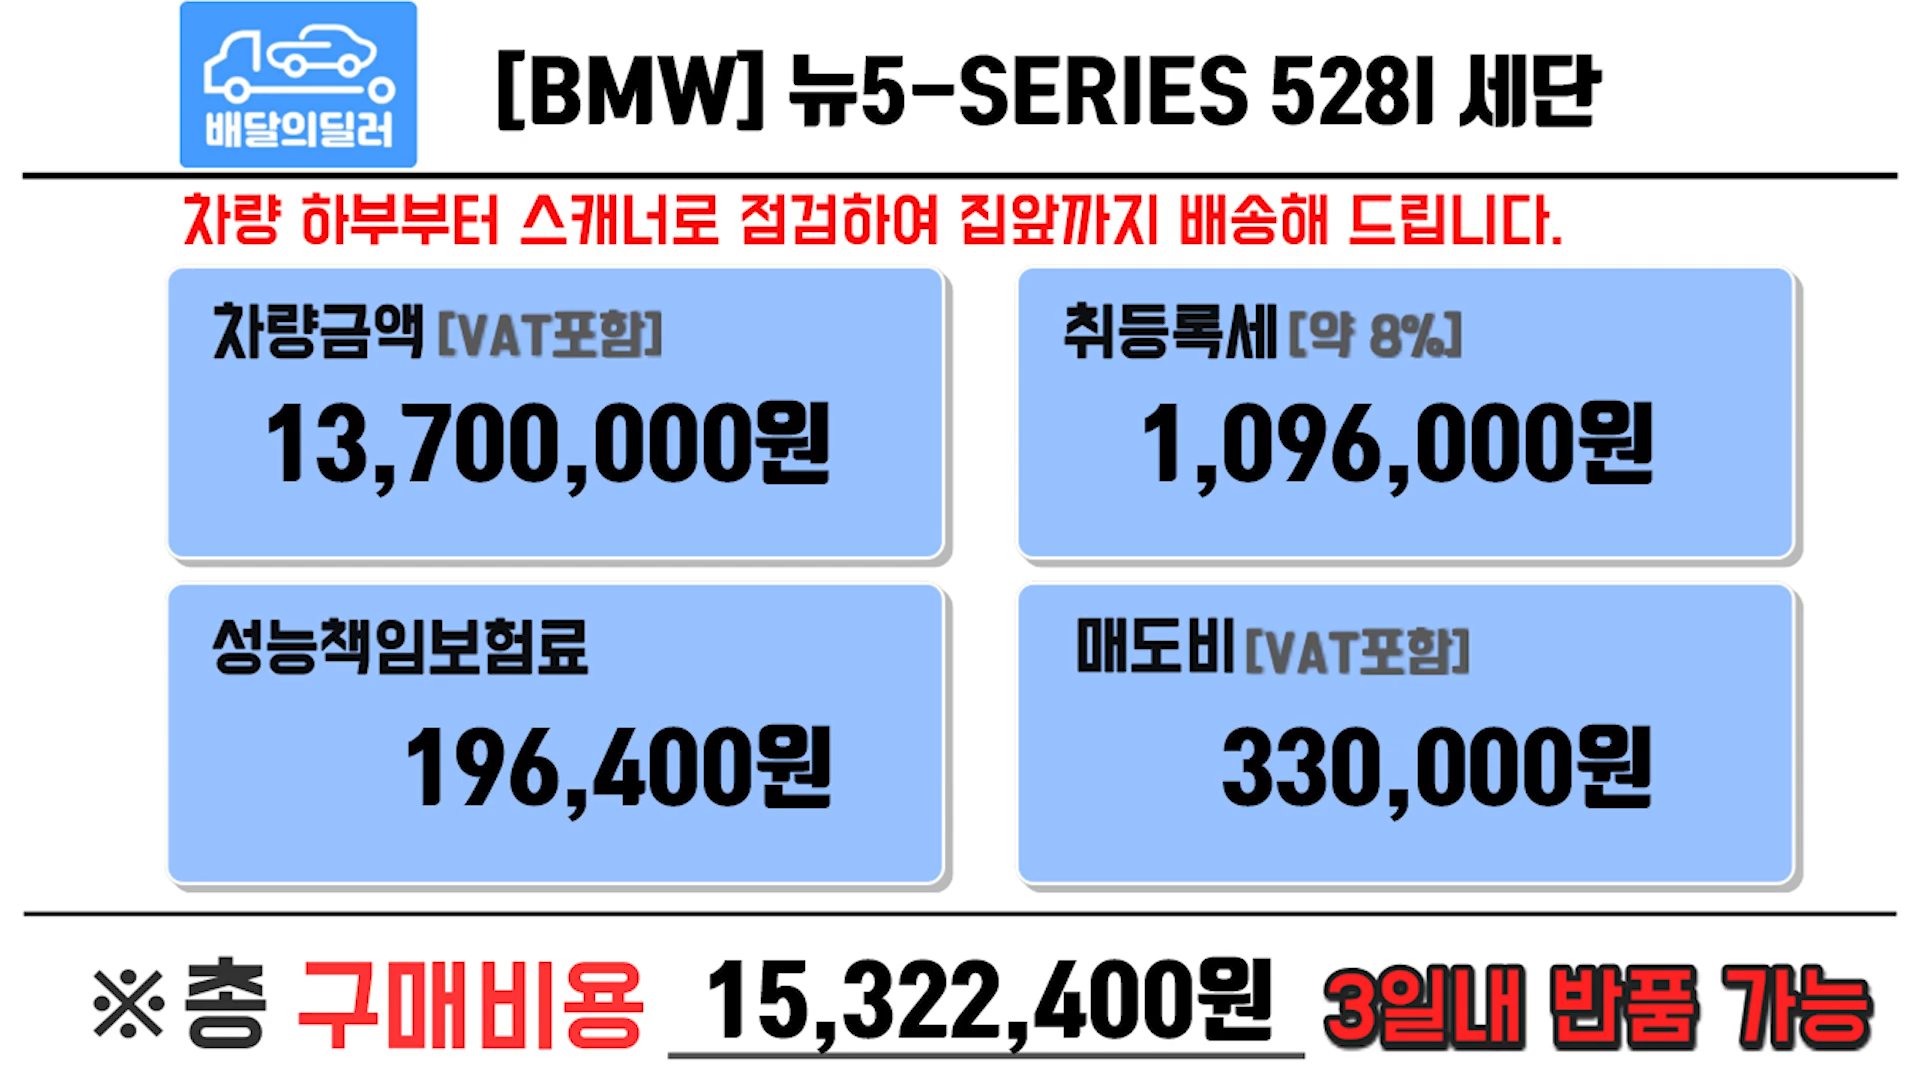 배달의딜러
[BMW] 뉴5-SERIES 528I 세단
차량 하부부터 스캐너로 점검하여 집앞까지 배송해 드립니다.
차량금액 [VAT포함]
13,700,000원
취등록세 [약 8%]
1,096,000원
성능책임보험료
196,400원
매도비 [VAT포함]
330,000원
※총 구매비용 15,322,400원 3일내 반품 가능